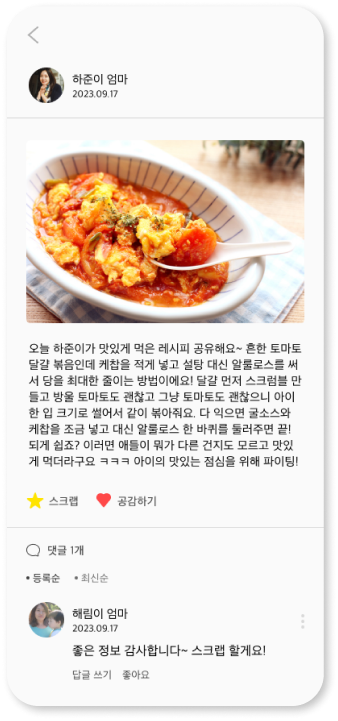 하준이 엄마
2023.09.17
오늘 하준이가 맛있게 먹은 레시피 공유해요~ 흔한 토마토
달걀 볶음인데 케찹을 적게 넣고 설탕 대신 알룰로스를 써
서 당을 최대한 줄이는 방법이에요! 달걀 먼저 스크럼블 만
들고 방울 토마토도 괜찮고 그냥 토마토도 괜찮으니 아이
한 입 크기로 썰어서 같이 볶아줘요. 다 익으면 굴소스와
케찹을 조금 넣고 대신 알룰로스 한 바퀴를 둘러주면 끝!
되게 쉽죠? 이러면 애들이 뭐가 다른 건지도 모르고 맛있
게 먹더라구요 ㅋㅋㅋ 아이의 맛있는 점심을 위해 파이팅!
스크랩 공감하기
댓글 1개
• 등록순 • 최신순
해림이 엄마
2023.09.17
좋은 정보 감사합니다~ 스크랩 할게요!
답글 쓰기 좋아요